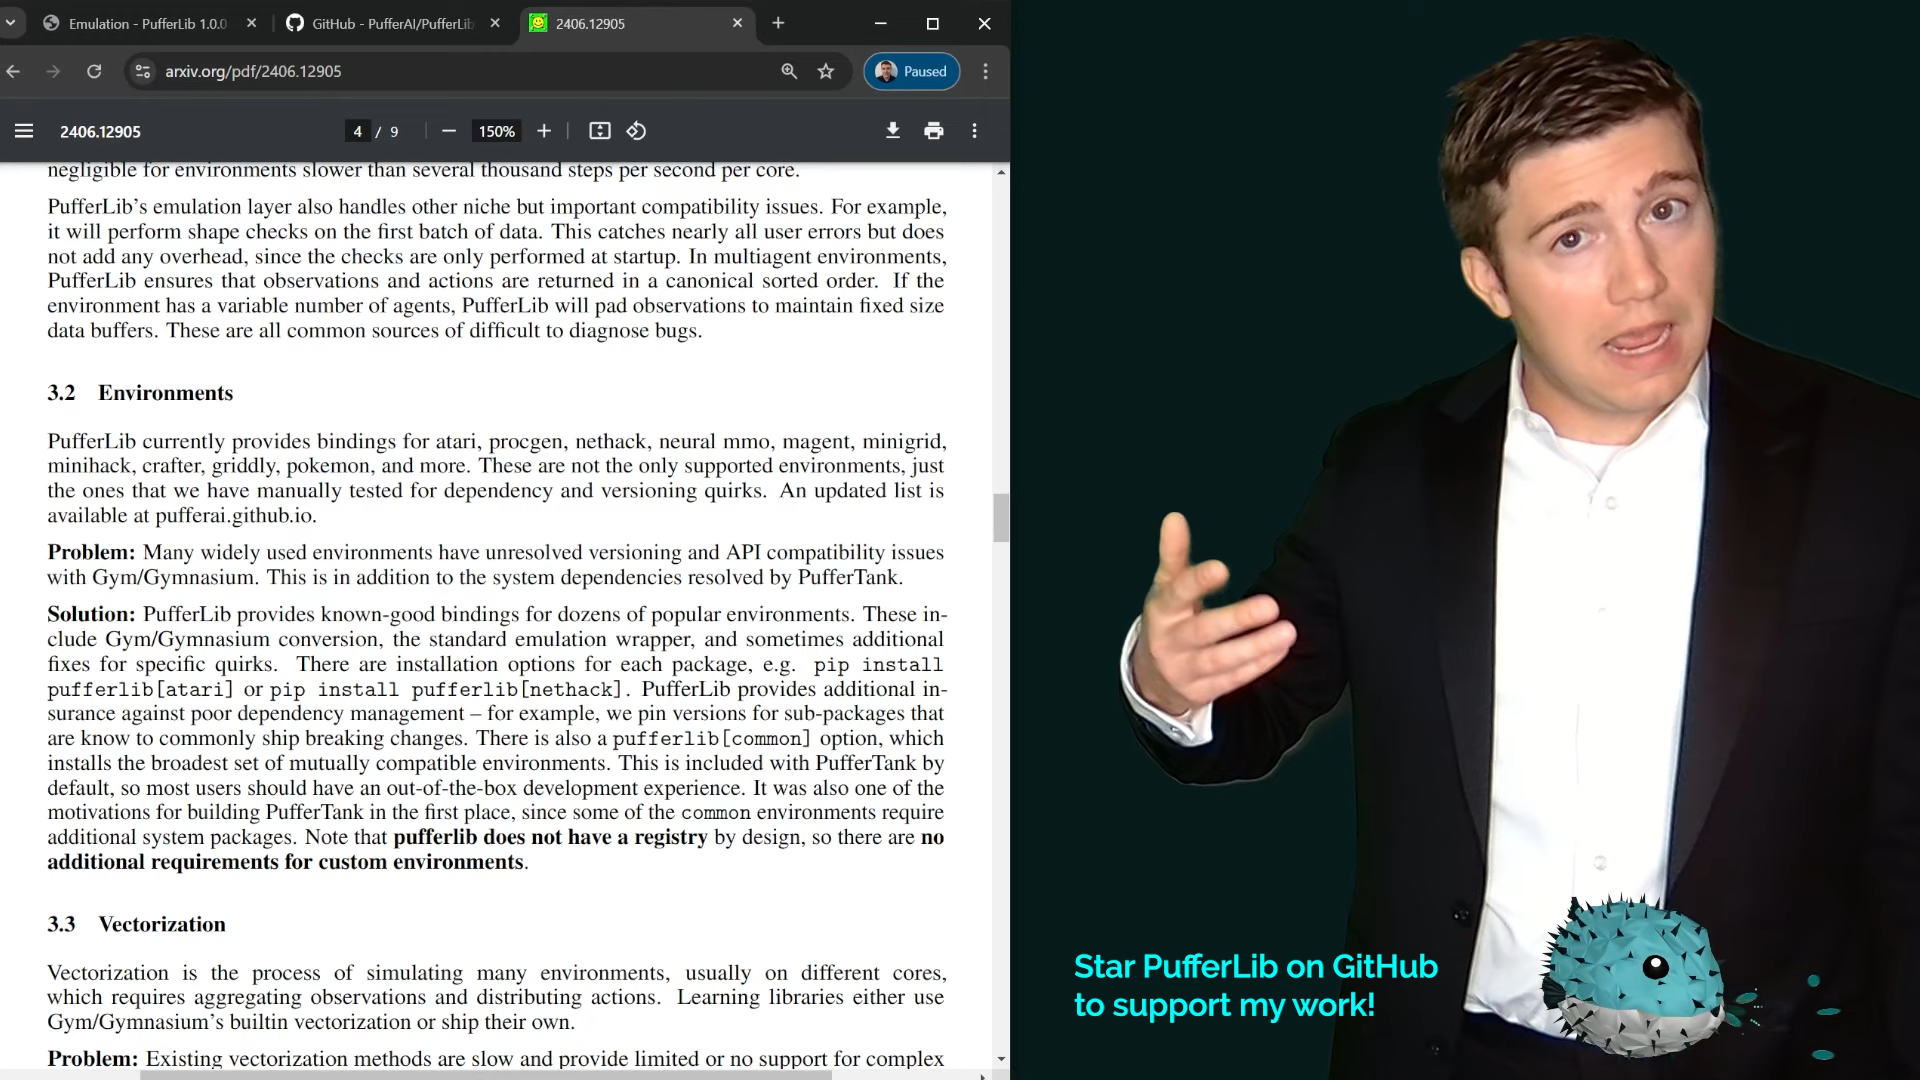 Emulation - PufferLib 1.0.0
GitHub - PufferAI/PufferLib
2406.12905
arxiv.org/pdf/2406.12905
Paused
2406.12905
4 / 9
150%
negligible for environments slower than several thousand steps per second per core.
PufferLib's emulation layer also handles other niche but important compatibility issues. For example,
it will perform shape checks on the first batch of data. This catches nearly all user errors but does
not add any overhead, since the checks are only performed at startup. In multiagent environments,
PufferLib ensures that observations and actions are returned in a canonical sorted order. If the
environment has a variable number of agents, PufferLib will pad observations to maintain fixed size
data buffers. These are all common sources of difficult to diagnose bugs.
3.2 Environments
PufferLib currently provides bindings for atari, procgen, nethack, neural mmo, magent, minigrid,
minihack, crafter, griddly, pokemon, and more. These are not the only supported environments, just
the ones that we have manually tested for dependency and versioning quirks. An updated list is
available at pufferai.github.io.
Problem: Many widely used environments have unresolved versioning and API compatibility issues
with Gym/Gymnasium. This is in addition to the system dependencies resolved by PufferTank.
Solution: PufferLib provides known-good bindings for dozens of popular environments. These in-
clude Gym/Gymnasium conversion, the standard emulation wrapper, and sometimes additional
fixes for specific quirks. There are installation options for each package, e.g. pip install
pufferlib[atari] or pip install pufferlib[nethack]. PufferLib provides additional in-
surance against poor dependency management – for example, we pin versions for sub-packages that
are know to commonly ship breaking changes. There is also a pufferlib[common] option, which
installs the broadest set of mutually compatible environments. This is included with PufferTank by
default, so most users should have an out-of-the-box development experience. It was also one of the
motivations for building PufferTank in the first place, since some of the common environments require
additional system packages. Note that pufferlib does not have a registry by design, so there are no
additional requirements for custom environments.
3.3 Vectorization
Vectorization is the process of simulating many environments, usually on different cores,
which requires aggregating observations and distributing actions. Learning libraries either use
Gym/Gymnasium's builtin vectorization or ship their own.
Problem: Existing vectorization methods are slow and provide limited or no support for complex
Star PufferLib on GitHub
to support my work!